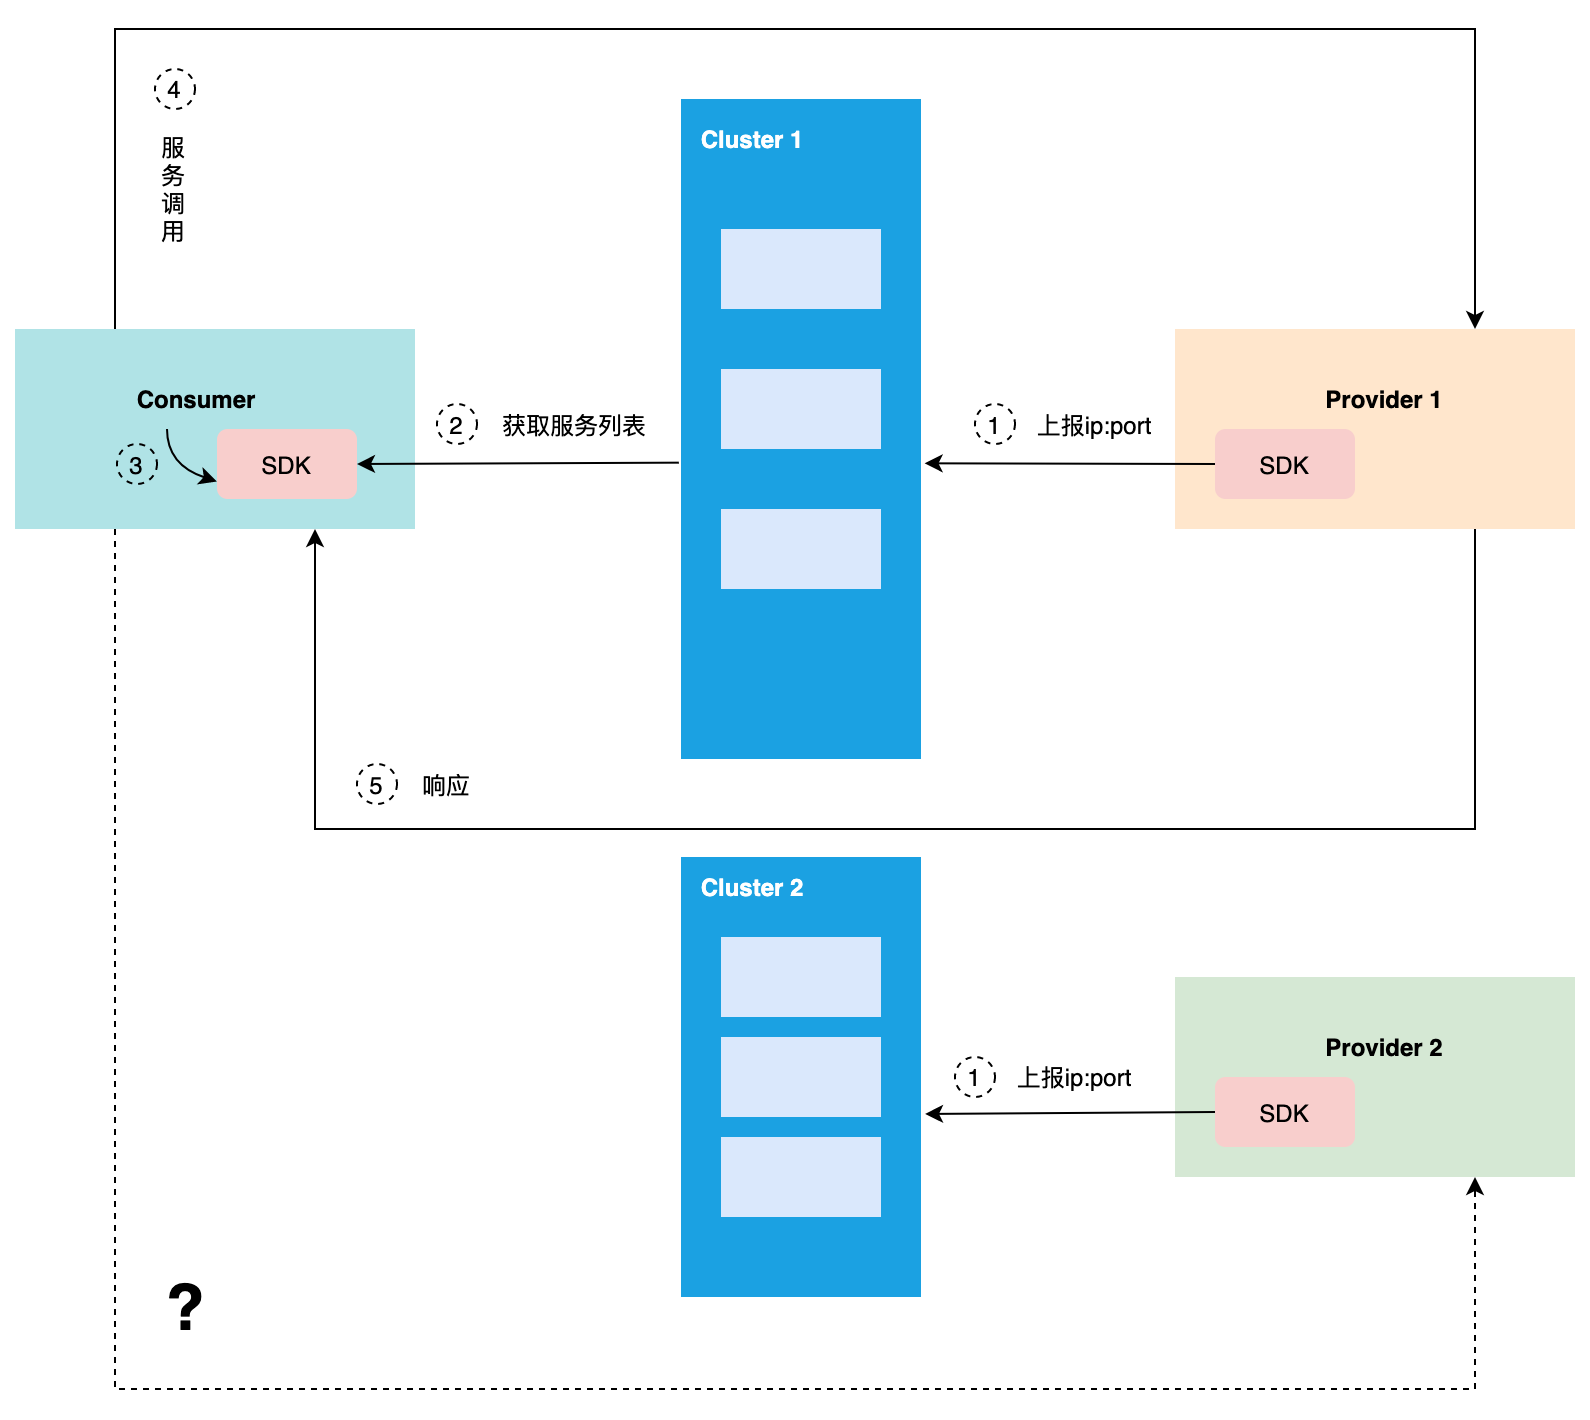 4
服
务
调
用
Cluster 1
Consumer
3
SDK
2 获取服务列表
1 上报ip:port
Provider 1
SDK
5 响应
Cluster 2
1 上报ip:port
Provider 2
SDK
?